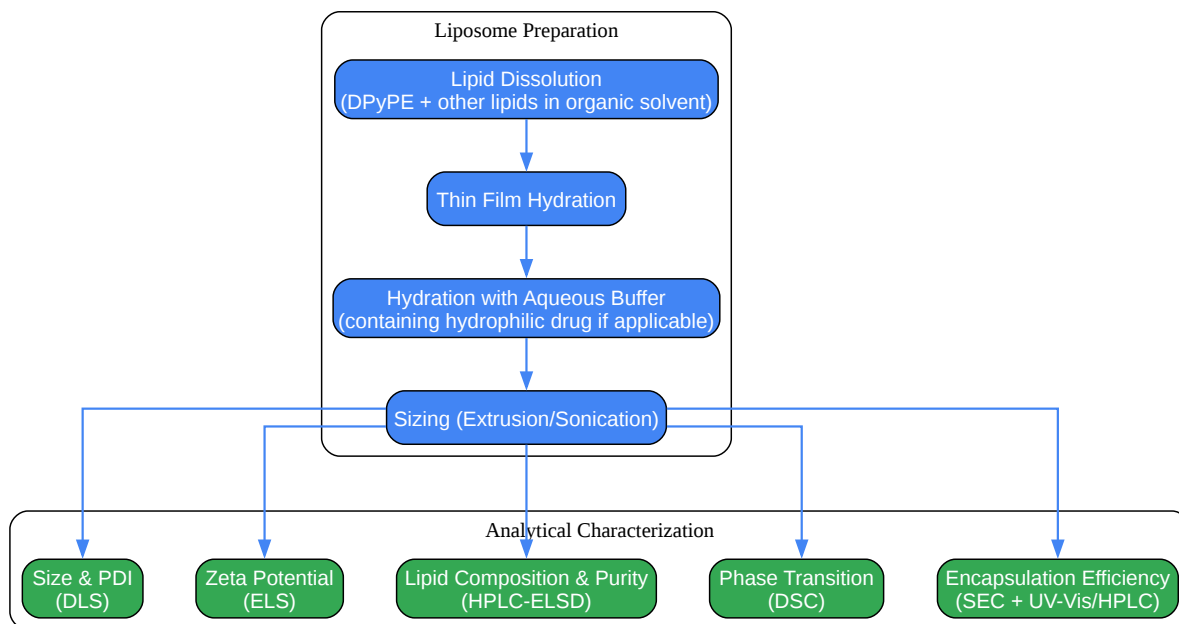 Liposome Preparation
Lipid Dissolution
(DPyPE + other lipids in organic solvent)
Thin Film Hydration
Hydration with Aqueous Buffer
(containing hydrophilic drug if applicable)
Sizing (Extrusion/Sonication)
Analytical Characterization
Size & PDI
(DLS)
Zeta Potential
(ELS)
Lipid Composition & Purity
(HPLC-ELSD)
Phase Transition
(DSC)
Encapsulation Efficiency
(SEC + UV-Vis/HPLC)